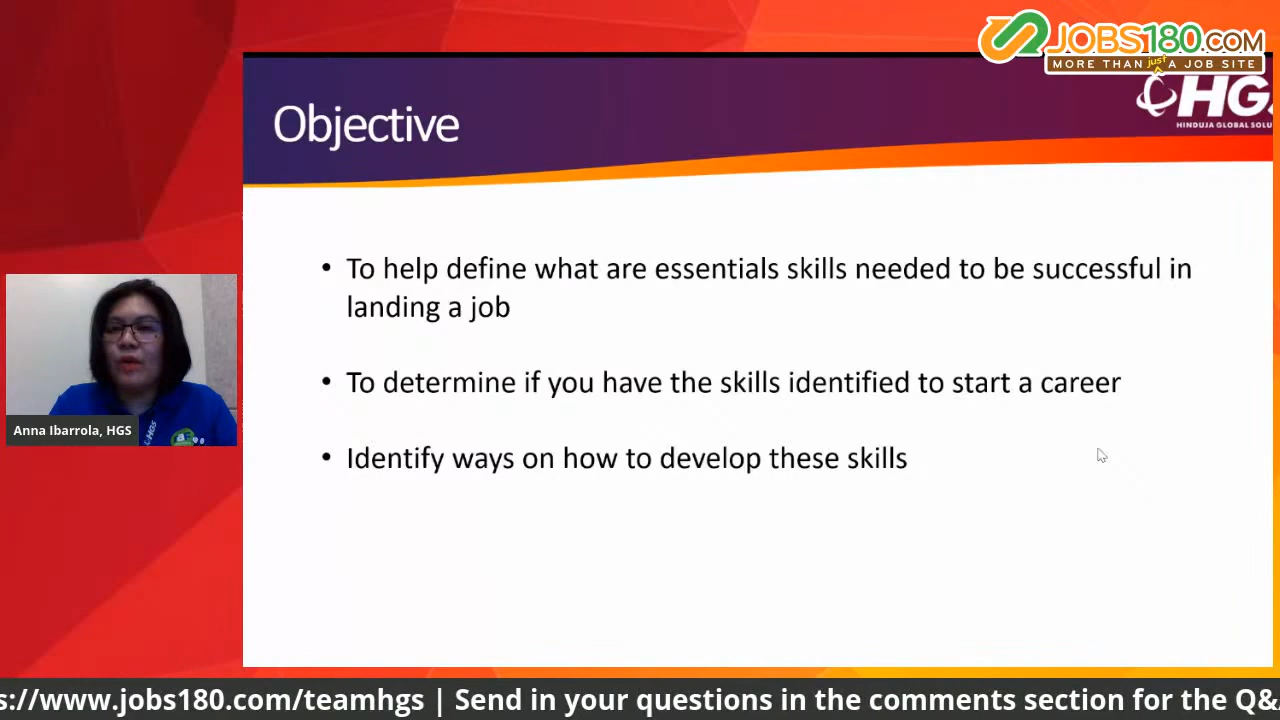 JOBS180.COM
MORE THAN just A JOB SITE
HGS
HINDUJA GLOBAL SOLU
Objective
• To help define what are essentials skills needed to be successful in
landing a job
• To determine if you have the skills identified to start a career
• Identify ways on how to develop these skills
Anna Ibarrola, HGS
s://www.jobs180.com/teamhgs | Send in your questions in the comments section for the Q&